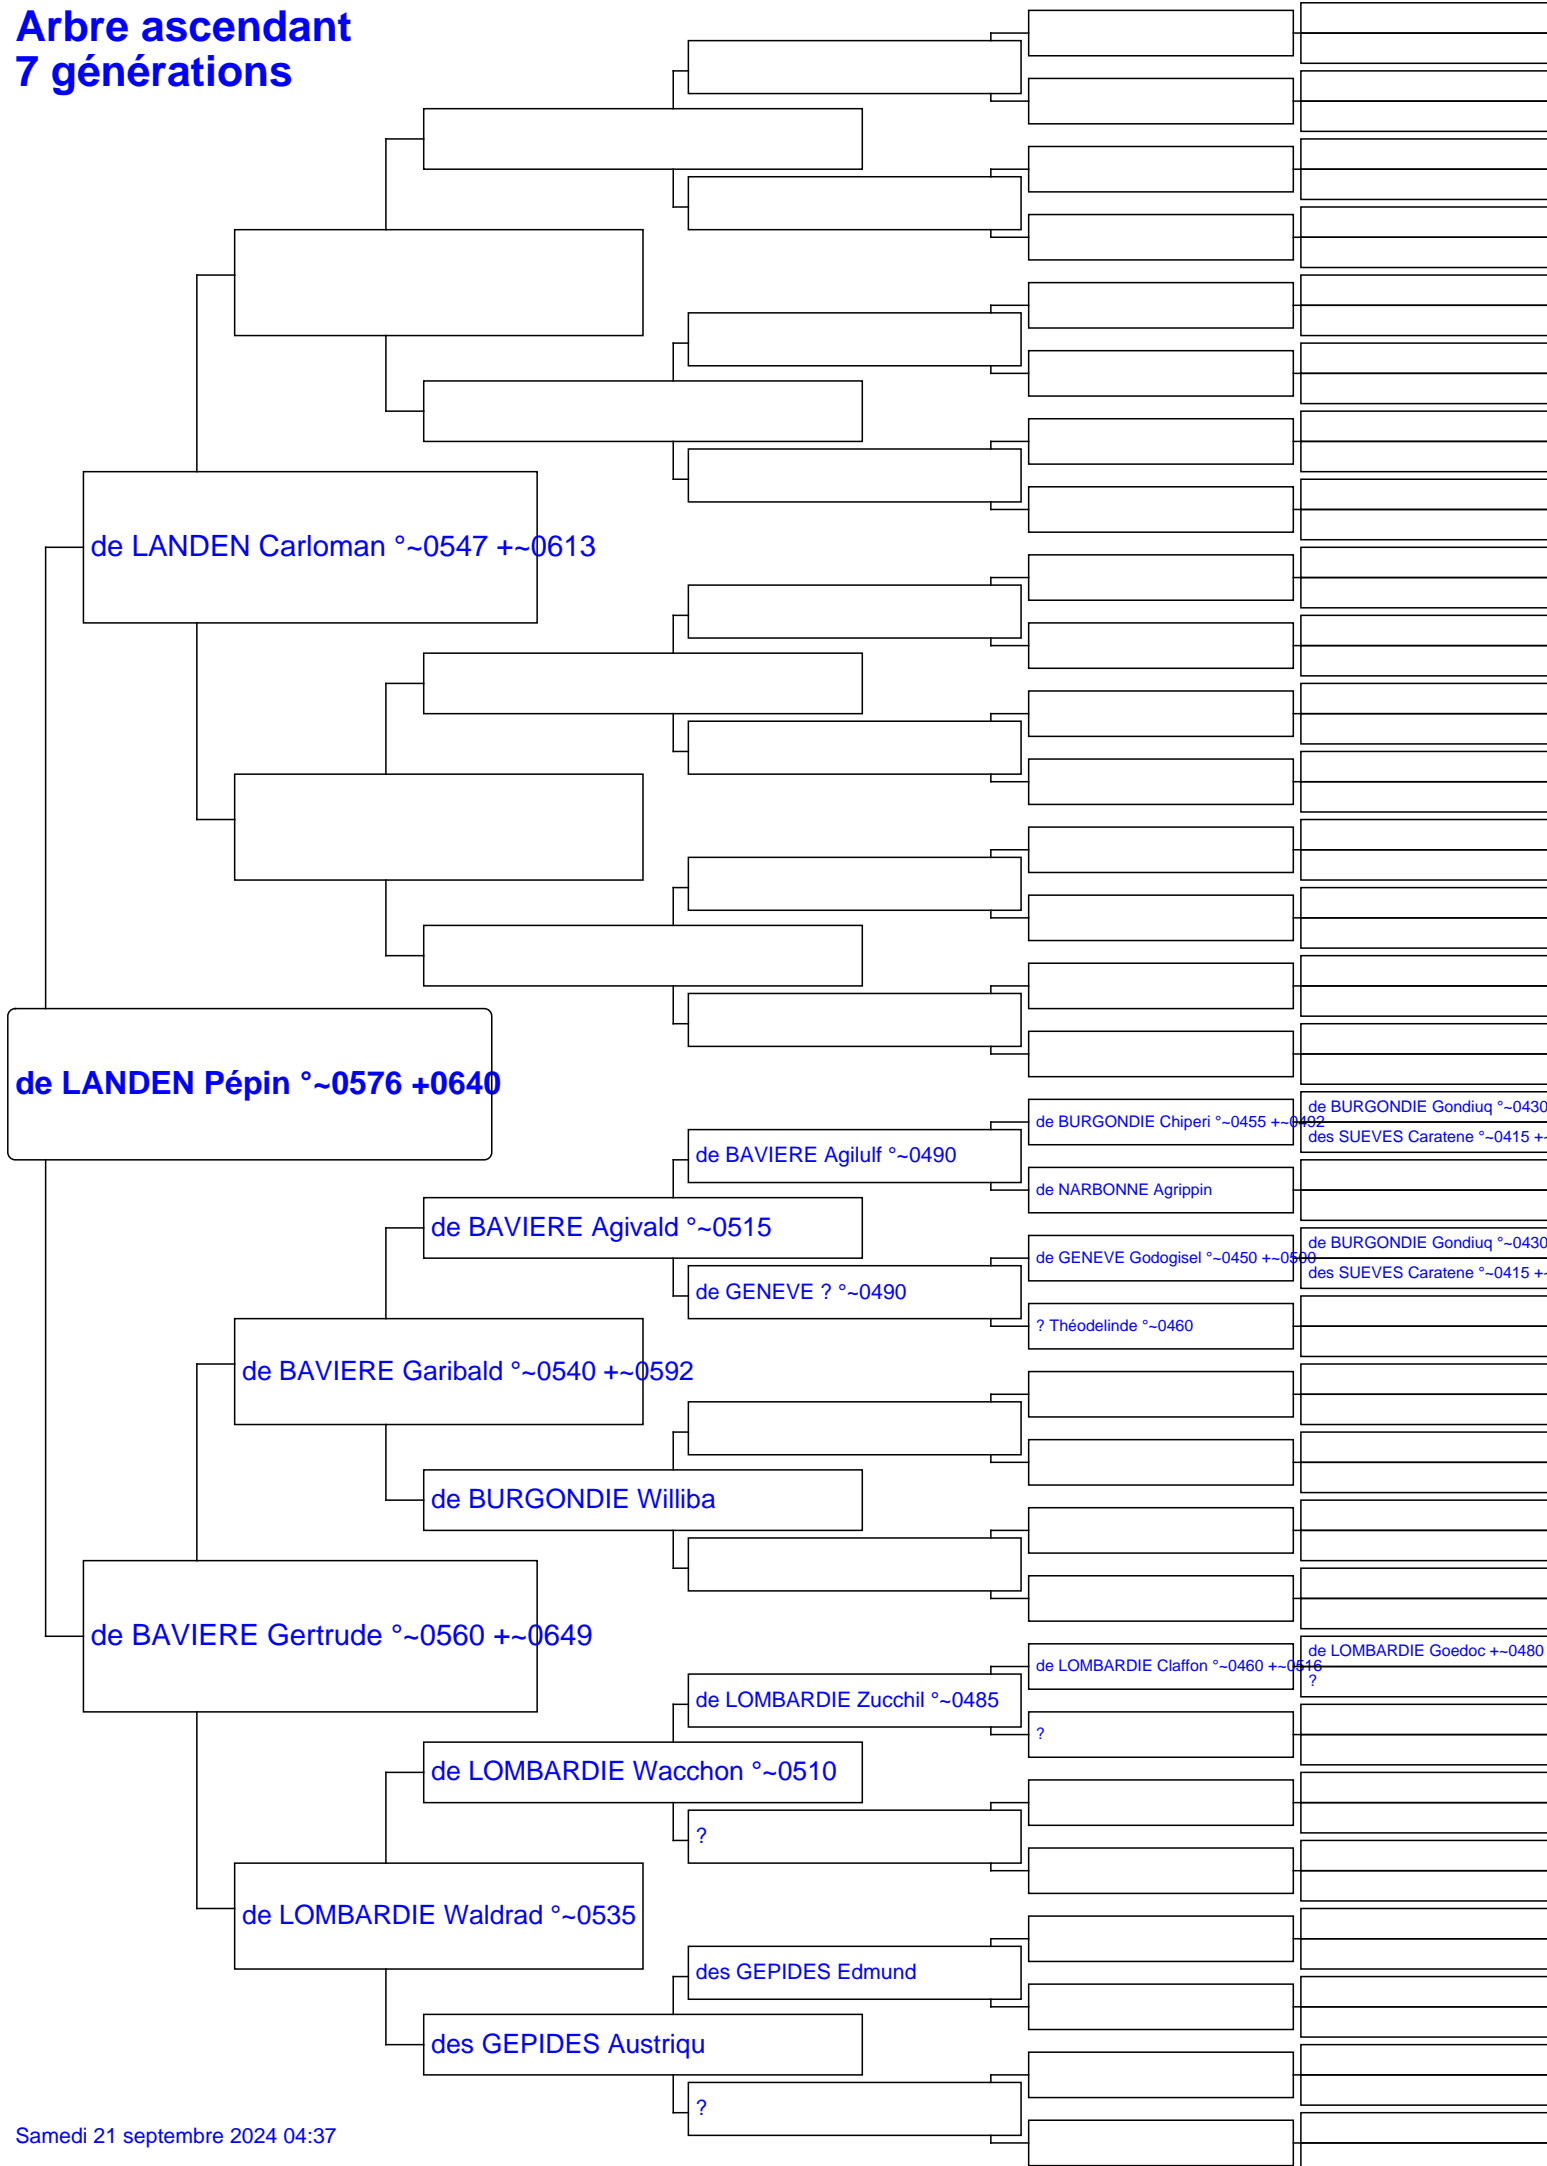 Arbre ascendant
7 générations
de LANDEN Carloman °~0547 +~0613
de LANDEN Pépin °~0576 +0640
de BURGONDIE Chiperi °~0455 +~0492
de BURGONDIE Gondiuq °~0430
des SUEVES Caratene °~0415 +~
de BAVIERE Agilulf °~0490
de NARBONNE Agrippin
de BAVIERE Agivald °~0515
de GENEVE Godogisel °~0450 +~0500
de BURGONDIE Gondiuq °~0430
des SUEVES Caratene °~0415 +~
de GENEVE ? °~0490
? Théodelinde °~0460
de BAVIERE Garibald °~0540 +~0592
de BURGONDIE Williba
de BAVIERE Gertrude °~0560 +~0649
de LOMBARDIE Claffon °~0460 +~0516
de LOMBARDIE Goedoc +~0480
?
de LOMBARDIE Zucchil °~0485
?
de LOMBARDIE Wacchon °~0510
?
de LOMBARDIE Waldrad °~0535
des GEPIDES Edmund
des GEPIDES Austriqu
?
Samedi 21 septembre 2024 04:37